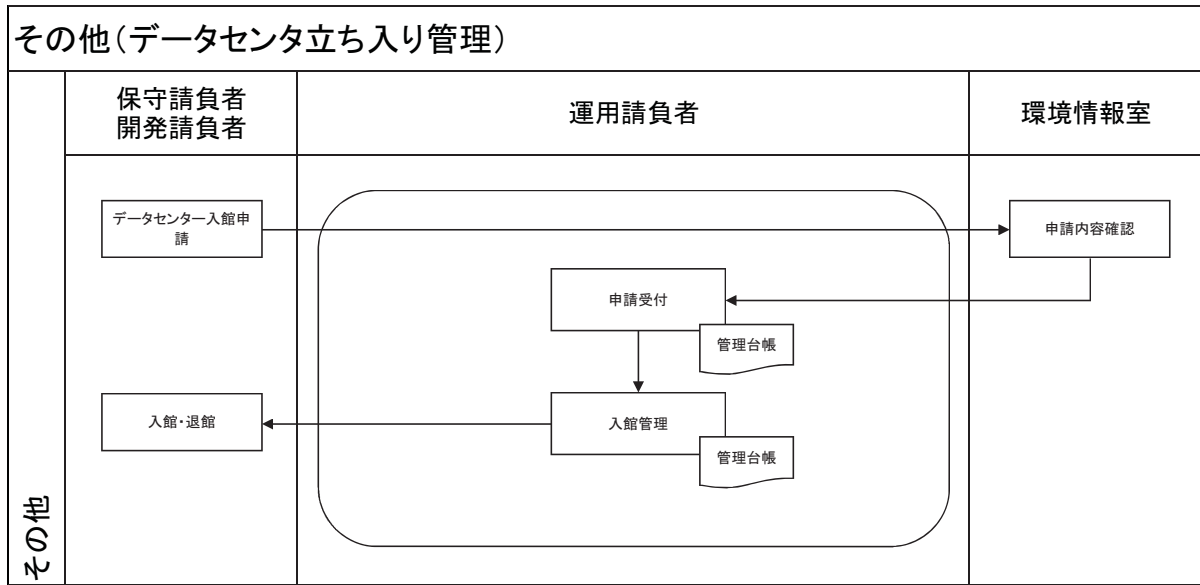 その他（データセンタ立ち入り管理）
保守請負者
開発請負者
運用請負者
環境情報室
データセンター入館申
請
申請内容確認
申請受付
管理台帳
入館・退館
入館管理
管理台帳
その他